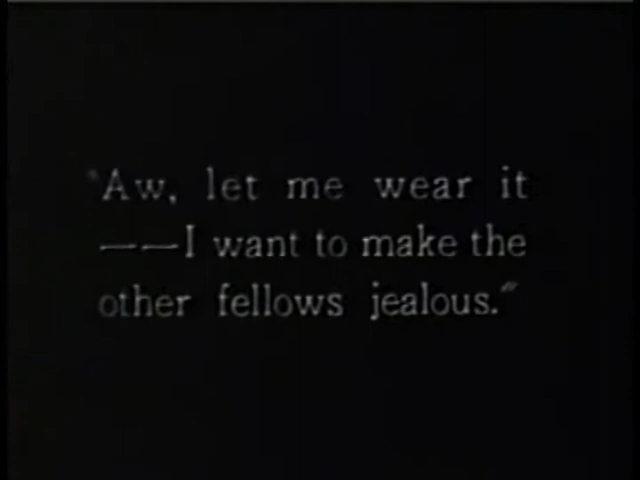 "Aw, let me wear it
——I want to make the
other fellows jealous."